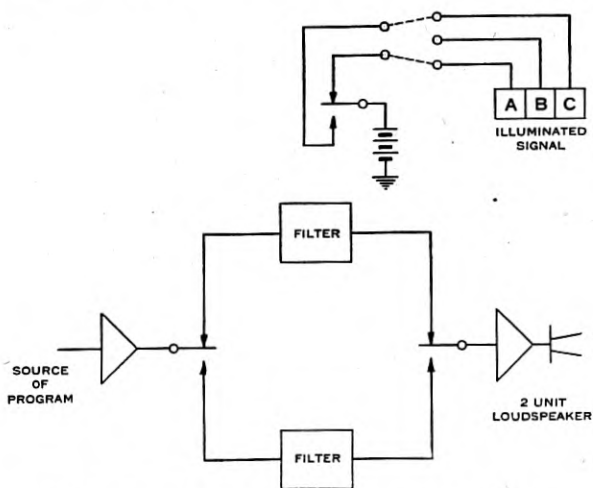 A B C
ILLUMINATED
SIGNAL
FILTER
SOURCE
OF
PROGRAM
2 UNIT
LOUDSPEAKER
FILTER